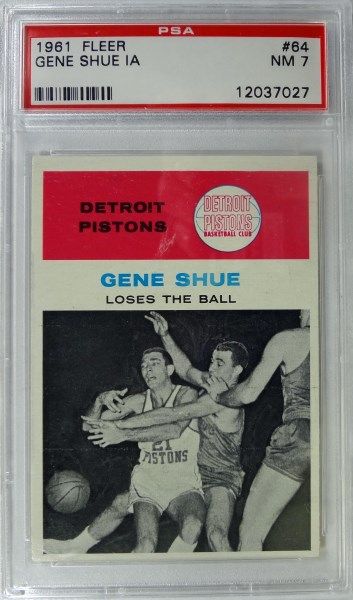 PSA
1961 FLEER #64
GENE SHUE IA NM 7
12037027
DETROIT
PISTONS
DETROIT
PISTONS
BASKETBALL CLUB
GENE SHUE
LOSES THE BALL
21
PISTONS